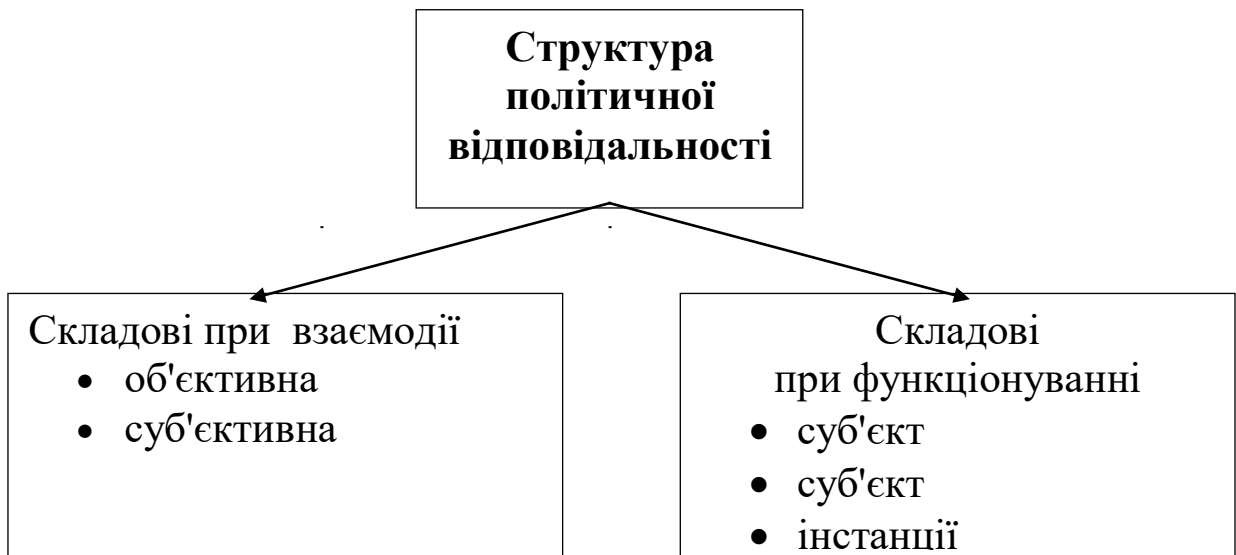 Структура
політичної
відповідальності
Складові при взаємодії
• об'єктивна
• суб'єктивна
Складові
при функціонуванні
• суб'єкт
• суб'єкт
• інстанції